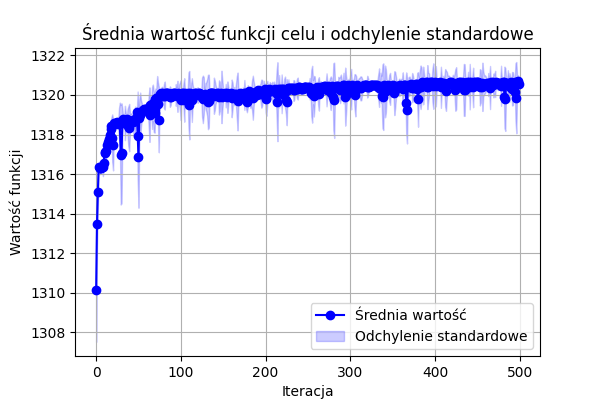 Średnia wartość funkcji celu i odchylenie standardowe
1322
1320
1318
1316
1314
1312
1310
1308
Wartość funkcji
0
100
200
300
400
500
Iteracja
Średnia wartość
Odchylenie standardowe